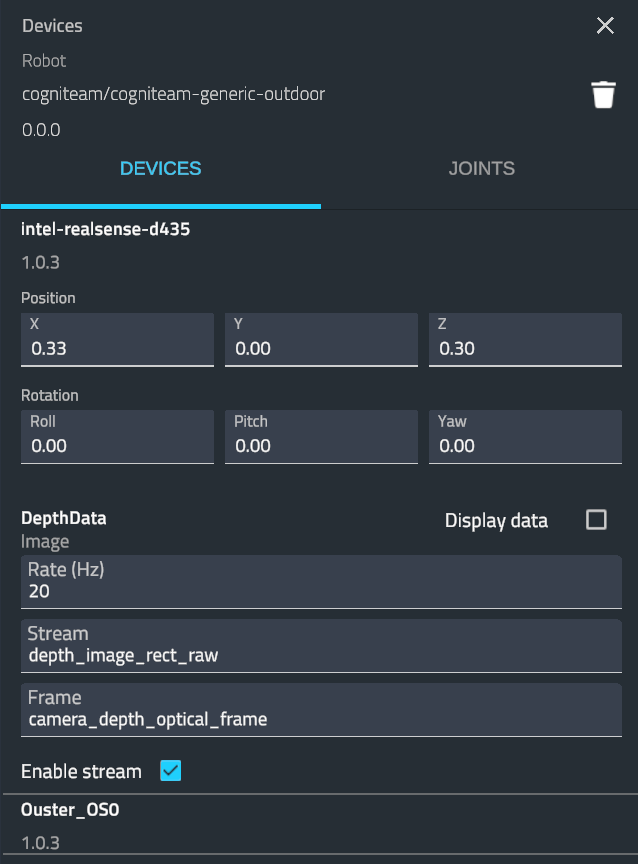 Devices
Robot
cogniteam/cogniteam-generic-outdoor
0.0.0
DEVICES JOINTS
intel-realsense-d435
1.0.3
Position
X Y Z
0.33 0.00 0.30
Rotation
Roll Pitch Yaw
0.00 0.00 0.00
DepthData Display data
Image
Rate (Hz)
20
Stream
depth_image_rect_raw
Frame
camera_depth_optical_frame
Enable stream
Ouster_OS0
1.0.3